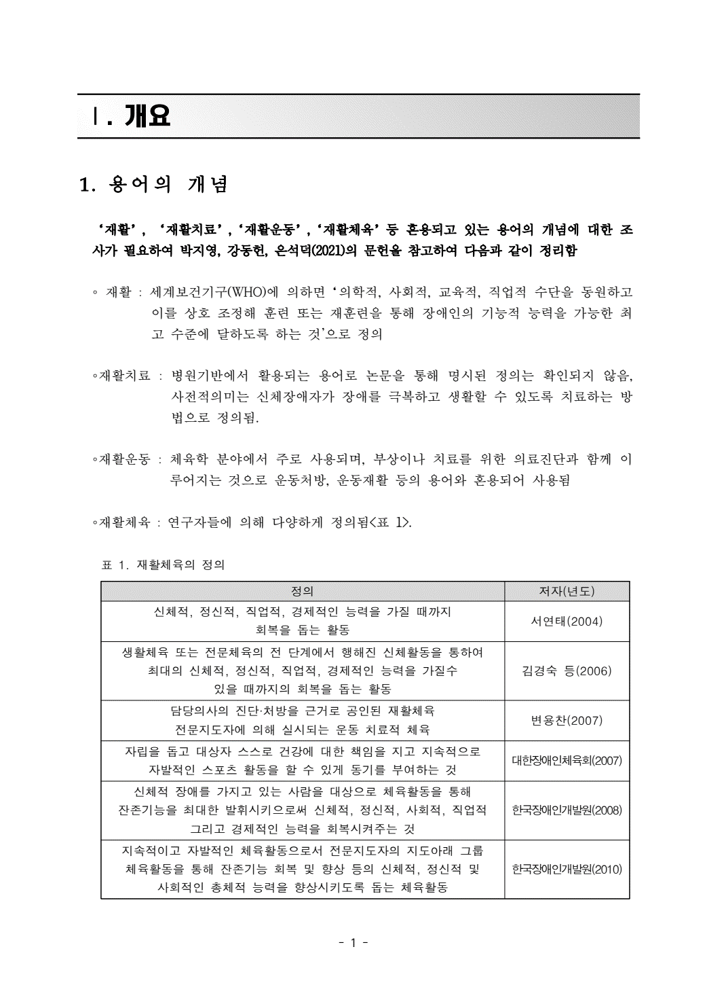 Ⅰ. 개요
1. 용어의 개념
‘재활’, ‘재활치료’,‘재활운동’,‘재활체육’등 혼용되고 있는 용어의 개념에 대한 조
사가 필요하여 박지영, 강동헌, 은석덕(2021)의 문헌을 참고하여 다음과 같이 정리함
◦ 재활 : 세계보건기구(WHO)에 의하면 ‘의학적, 사회적, 교육적, 직업적 수단을 동원하고
이를 상호 조정해 훈련 또는 재훈련을 통해 장애인의 기능적 능력을 가능한 최
고 수준에 달하도록 하는 것’으로 정의
◦재활치료 : 병원기반에서 활용되는 용어로 논문을 통해 명시된 정의는 확인되지 않음,
사전적의미는 신체장애자가 장애를 극복하고 생활할 수 있도록 치료하는 방
법으로 정의됨.
◦재활운동 : 체육학 분야에서 주로 사용되며, 부상이나 치료를 위한 의료진단과 함께 이
루어지는 것으로 운동처방, 운동재활 등의 용어와 혼용되어 사용됨
◦재활체육 : 연구자들에 의해 다양하게 정의됨<표 1>.
표 1. 재활체육의 정의
정의 저자(년도)
신체적, 정신적, 직업적, 경제적인 능력을 가질 때까지
회복을 돕는 활동
서연태(2004)
생활체육 또는 전문체육의 전 단계에서 행해진 신체활동을 통하여
최대의 신체적, 정신적, 직업적, 경제적인 능력을 가질수
있을 때까지의 회복을 돕는 활동
김경숙 등(2006)
담당의사의 진단·처방을 근거로 공인된 재활체육
전문지도자에 의해 실시되는 운동 치료적 체육
변용찬(2007)
자립을 돕고 대상자 스스로 건강에 대한 책임을 지고 지속적으로
자발적인 스포츠 활동을 할 수 있게 동기를 부여하는 것
대한장애인체육회(2007)
신체적 장애를 가지고 있는 사람을 대상으로 체육활동을 통해
잔존기능을 최대한 발휘시키으로써 신체적, 정신적, 사회적, 직업적
그리고 경제적인 능력을 회복시켜주는 것
한국장애인개발원(2008)
지속적이고 자발적인 체육활동으로서 전문지도자의 지도아래 그룹
체육활동을 통해 잔존기능 회복 및 향상 등의 신체적, 정신적 및
사회적인 총체적 능력을 향상시키도록 돕는 체육활동
한국장애인개발원(2010)
- 1 -